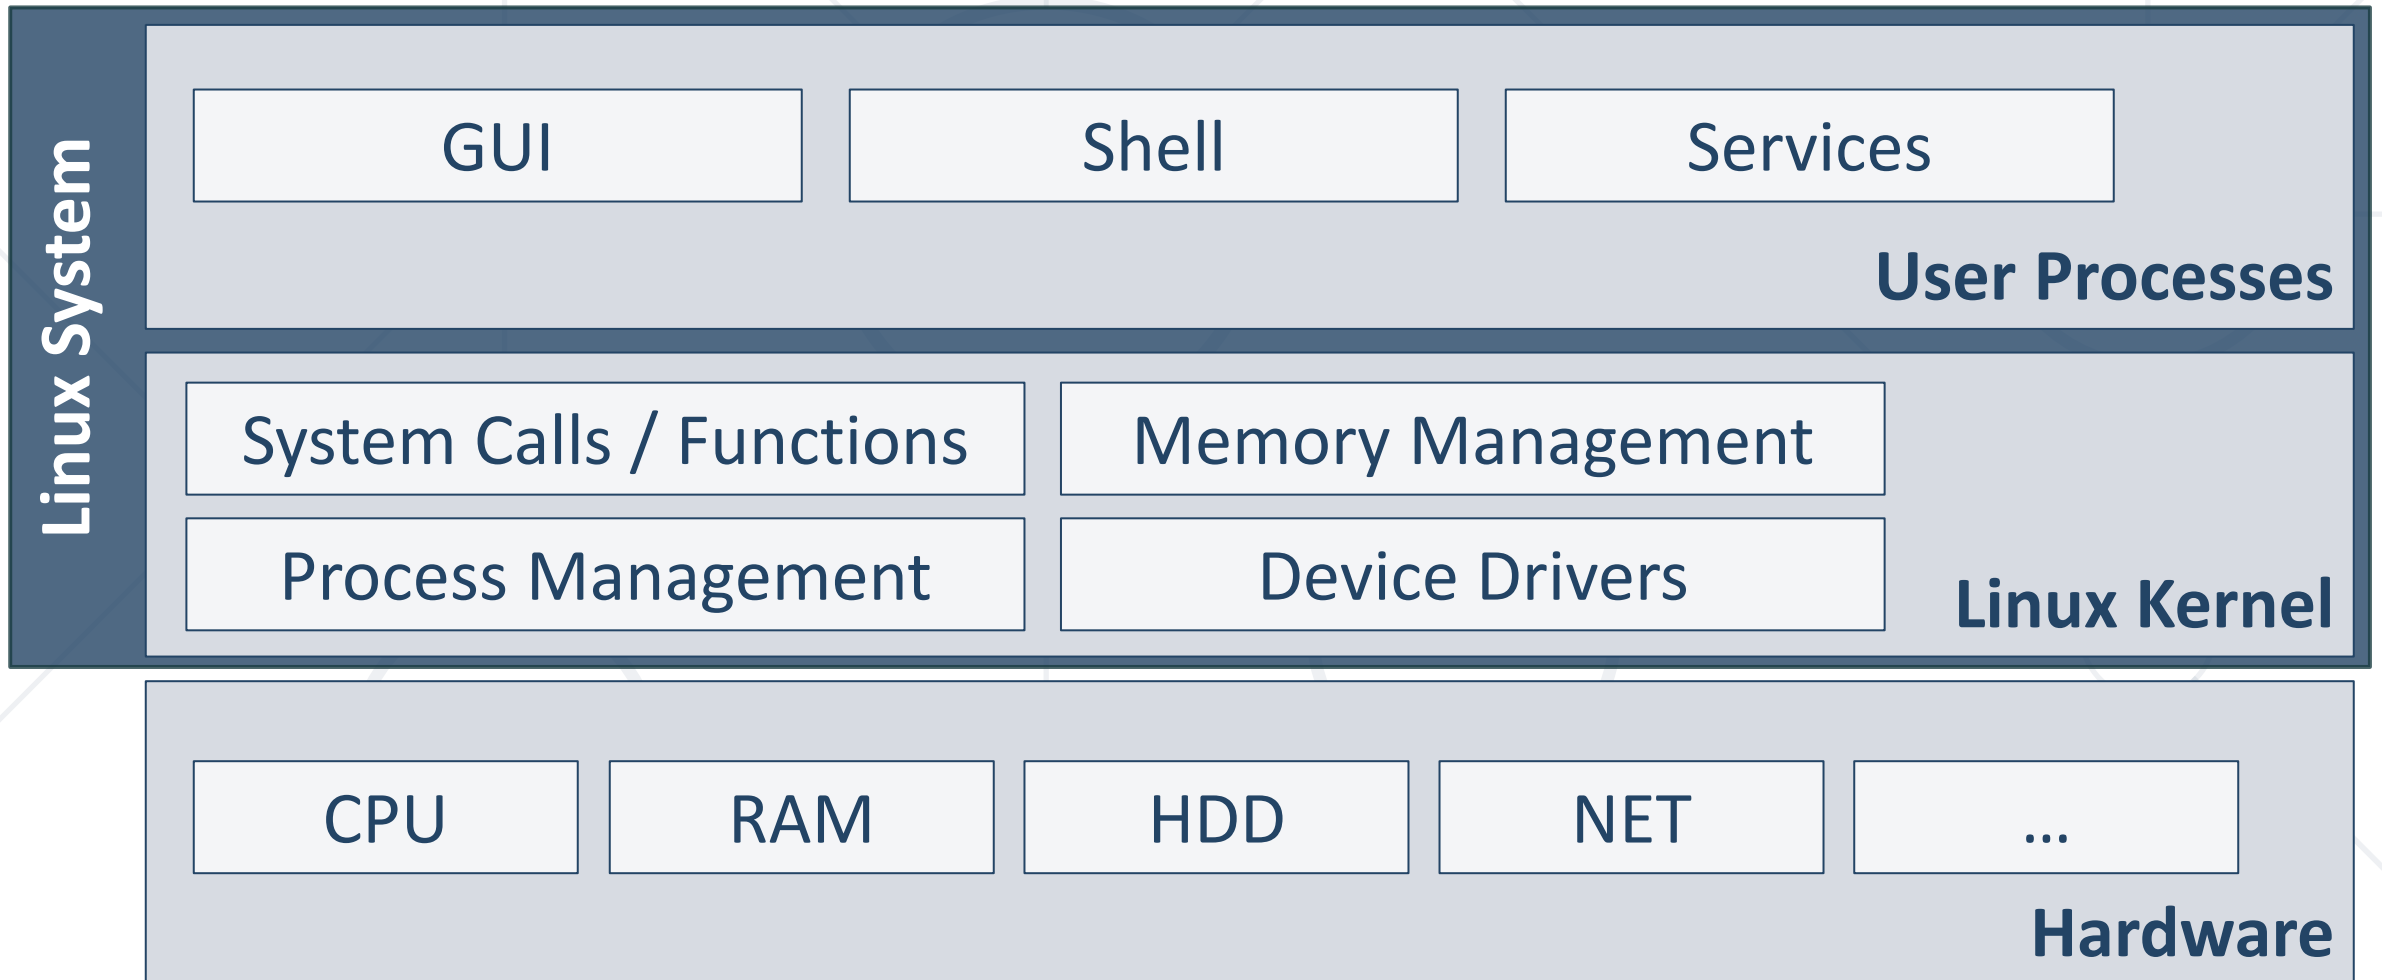 Linux System
GUI
Shell
Services
User Processes
System Calls / Functions
Memory Management
Process Management
Device Drivers
Linux Kernel
CPU
RAM
HDD
NET
...
Hardware